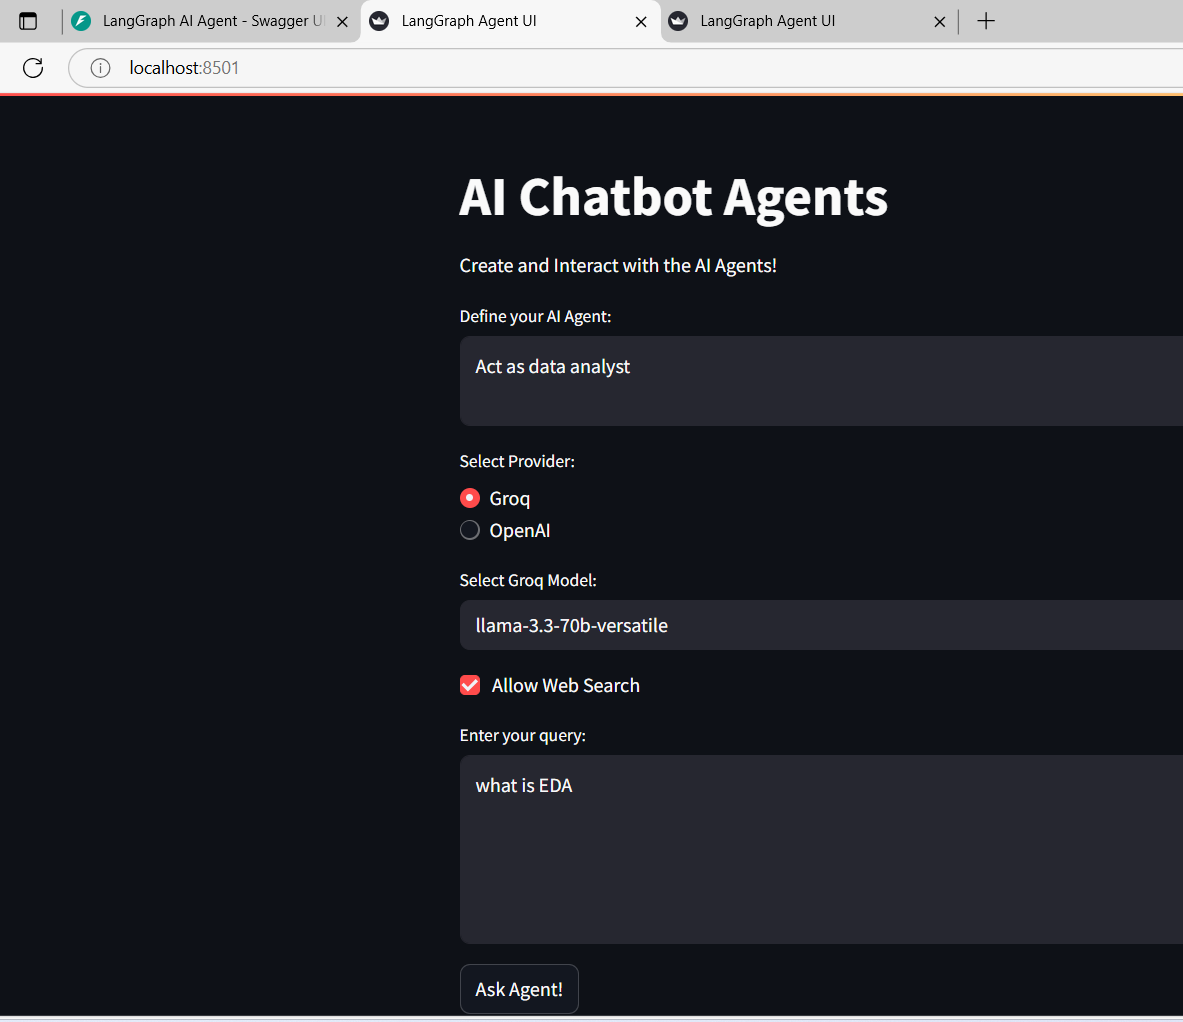 LangGraph AI Agent - Swagger UI
LangGraph Agent UI
LangGraph Agent UI
localhost:8501
AI Chatbot Agents
Create and Interact with the AI Agents!
Define your AI Agent:
Act as data analyst
Select Provider:
Groq
OpenAI
Select Groq Model:
llama-3.3-70b-versatile
Allow Web Search
Enter your query:
what is EDA
Ask Agent!